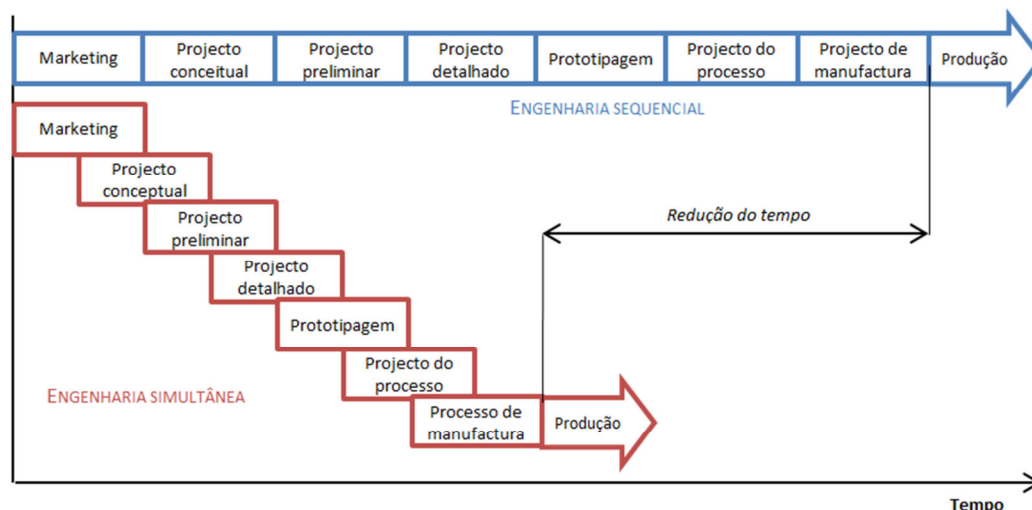 Marketing
Projecto
conceitual
Projecto
preliminar
Projecto
detalhado
Prototipagem
Projecto do
processo
Projecto de
manufactura
Produção
ENGENHARIA SEQUENCIAL
Marketing
Projecto
conceptual
Projecto
preliminar
Redução do tempo
Projecto
detalhado
Prototipagem
Projecto do
processo
ENGENHARIA SIMULTÂNEA
Processo de
manufactura
Produção
Tempo